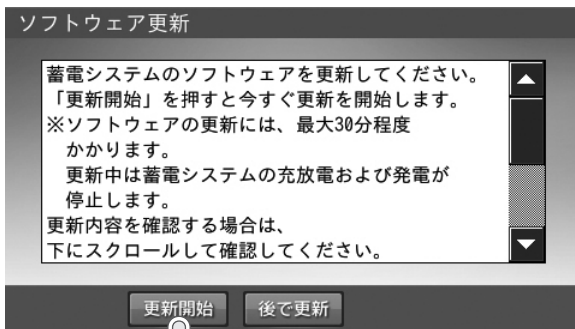 ソフトウェア更新
蓄電システムのソフトウェアを更新してください。
「更新開始」を押すと今すぐ更新を開始します。
※ソフトウェアの更新には、最大30分程度
かかります。
更新中は蓄電システムの充放電および発電が
停止します。
更新内容を確認する場合は、
下にスクロールして確認してください。
更新開始 後で更新